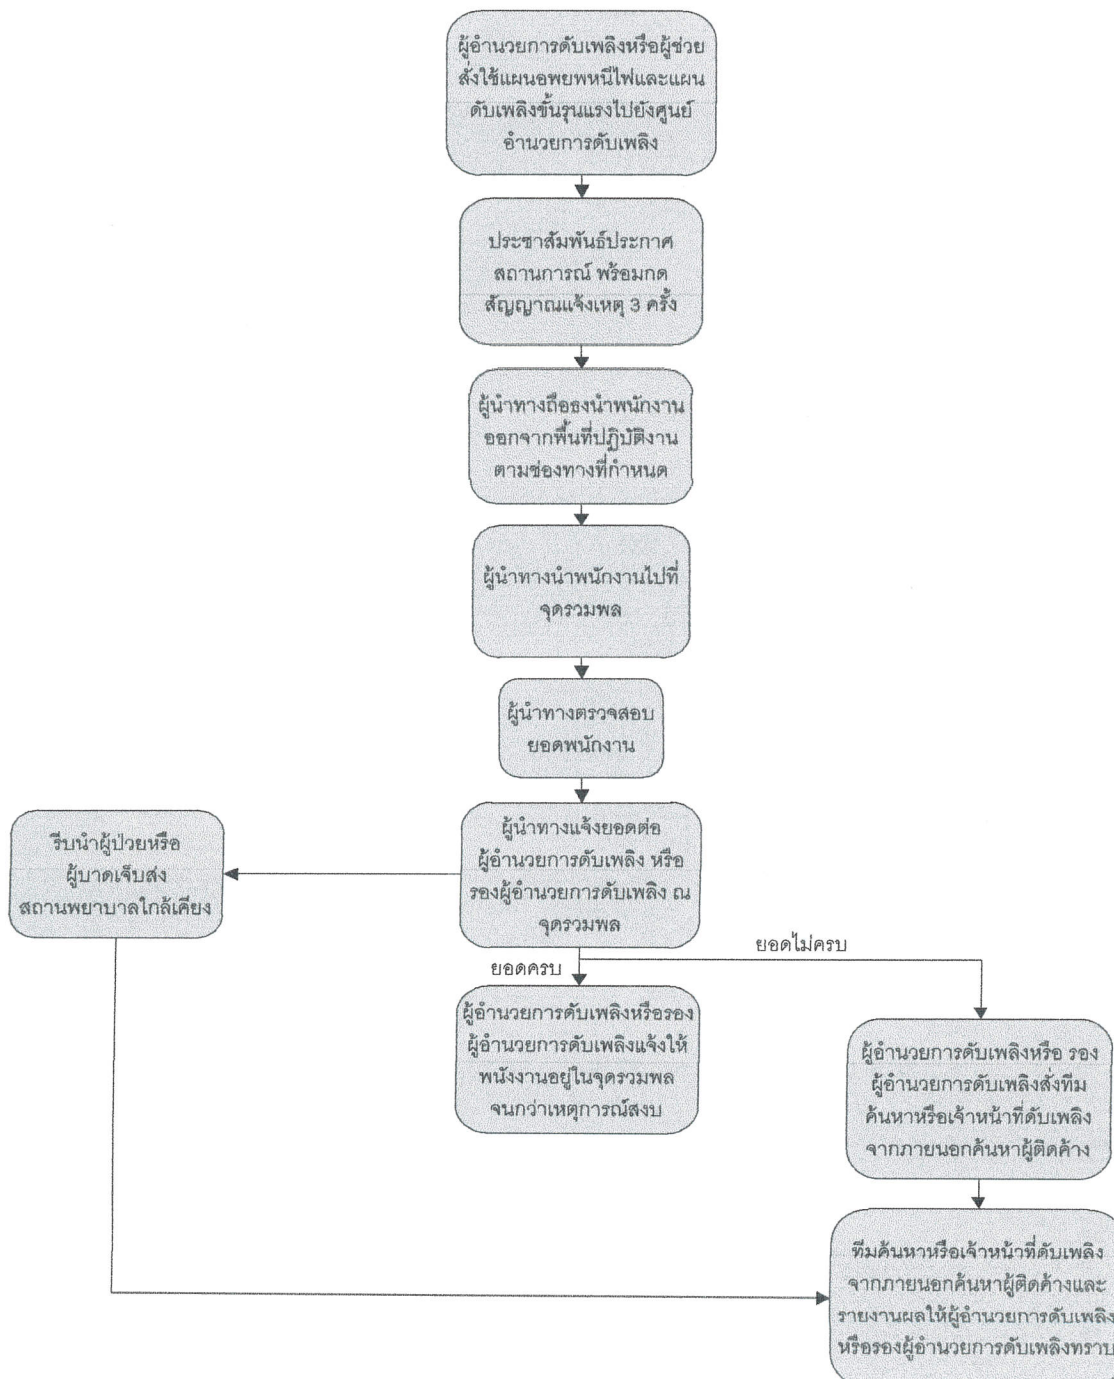 ผู้อำนวยการดับเพลิงหรือผู้ช่วย
สั่งใช้แผนอพยพหนีไฟและแผน
ดับเพลิงขั้นรุนแรงไปยังศูนย์
อำนวยการดับเพลิง
ประชาสัมพันธ์ประกาศ
สถานการณ์ พร้อมกด
สัญญาณแจ้งเหตุ 3 ครั้ง
ผู้นำทางถือธงนำพนักงาน
ออกจากพื้นที่ปฏิบัติงาน
ตามช่องทางที่กำหนด
ผู้นำทางนำพนักงานไปที่
จุดรวมพล
ผู้นำทางตรวจสอบ
ยอดพนักงาน
ผู้นำทางแจ้งยอดต่อ
ผู้อำนวยการดับเพลิง หรือ
รองผู้อำนวยการดับเพลิง ณ
จุดรวมพล
รีบนำผู้ป่วยหรือ
ผู้บาดเจ็บส่ง
สถานพยาบาลใกล้เคียง
ยอดครบ
ยอดไม่ครบ
ผู้อำนวยการดับเพลิงหรือรอง
ผู้อำนวยการดับเพลิงแจ้งให้
พนังงานอยู่ในจุดรวมพล
จนกว่าเหตุการณ์สงบ
ผู้อำนวยการดับเพลิงหรือ รอง
ผู้อำนวยการดับเพลิงสั่งทีม
ค้นหาหรือเจ้าหน้าที่ดับเพลิง
จากภายนอกค้นหาผู้ติดค้าง
ทีมค้นหาหรือเจ้าหน้าที่ดับเพลิง
จากภายนอกค้นหาผู้ติดค้างและ
รายงานผลให้ผู้อำนวยการดับเพลิง
หรือรองผู้อำนวยการดับเพลิงทราบ